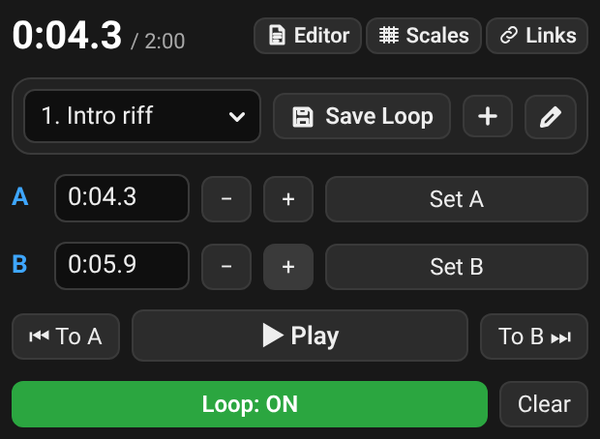 0:04.3 / 2:00 Editor Scales Links
1. Intro riff Save Loop +
A 0:04.3 - + Set A
B 0:05.9 - + Set B
⏮ To A ▶ Play To B ⏭
Loop: ON Clear